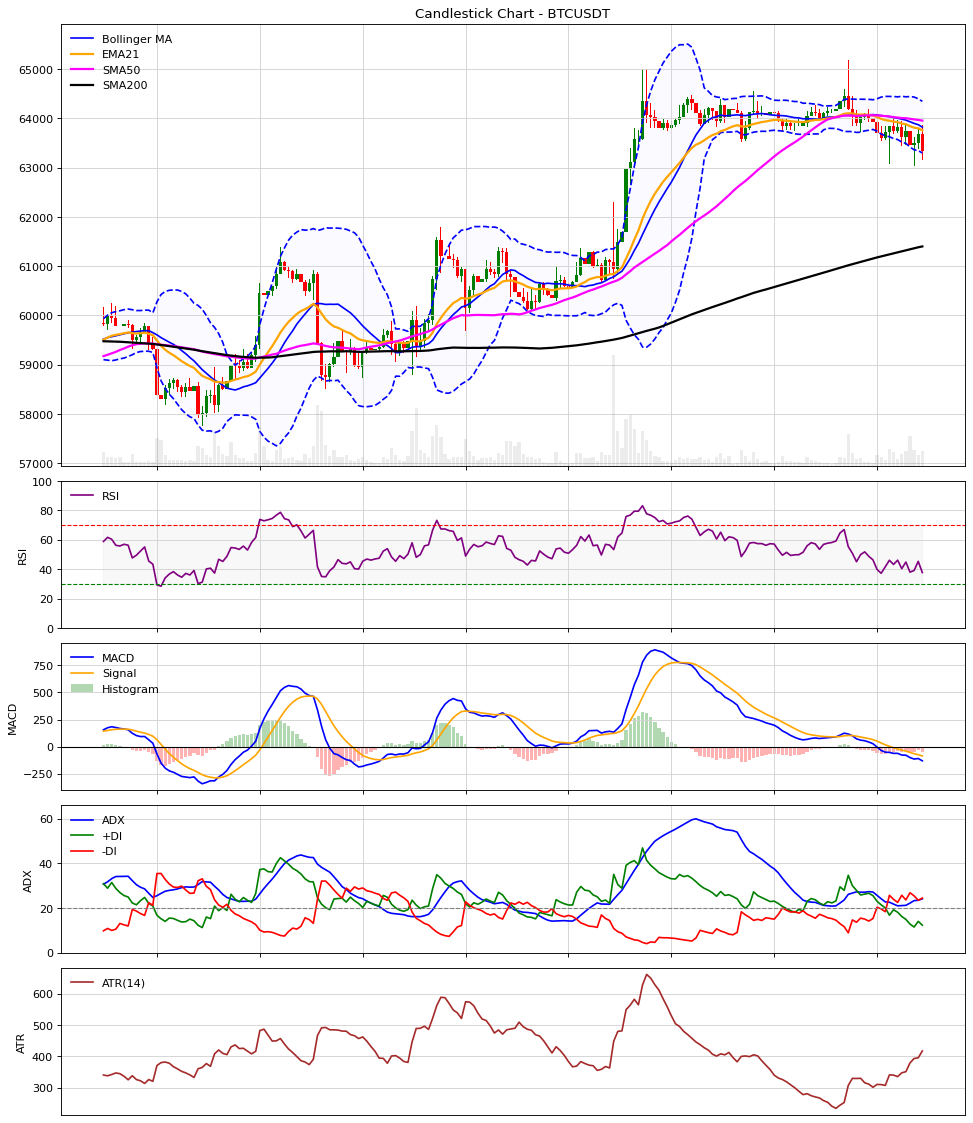 Candlestick Chart - BTCUSDT
Bollinger MA
EMA21
SMA50
SMA200
65000
64000
63000
62000
61000
60000
59000
58000
57000
RSI
RSI
100
80
60
40
20
0
MACD
Signal
Histogram
MACD
750
500
250
0
−250
ADX
+DI
-DI
ADX
60
40
20
0
ATR(14)
ATR
600
500
400
300